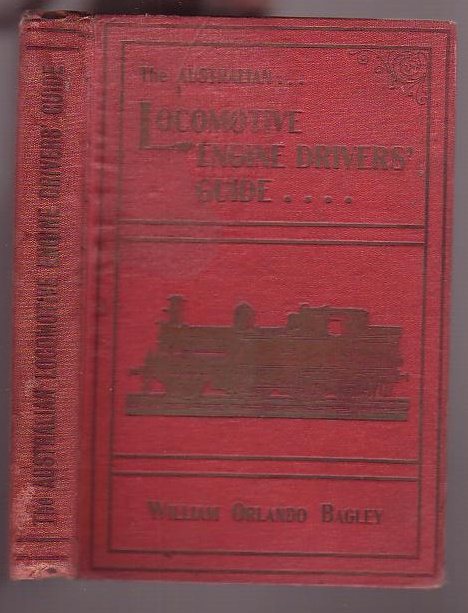 The AUSTRALIAN....
LOCOMOTIVE
ENGINE DRIVERS'
GUIDE ....
WILLIAM ORLANDO BAGLEY
The AUSTRALIAN LOCOMOTIVE ENGINE DRIVERS' GUIDE